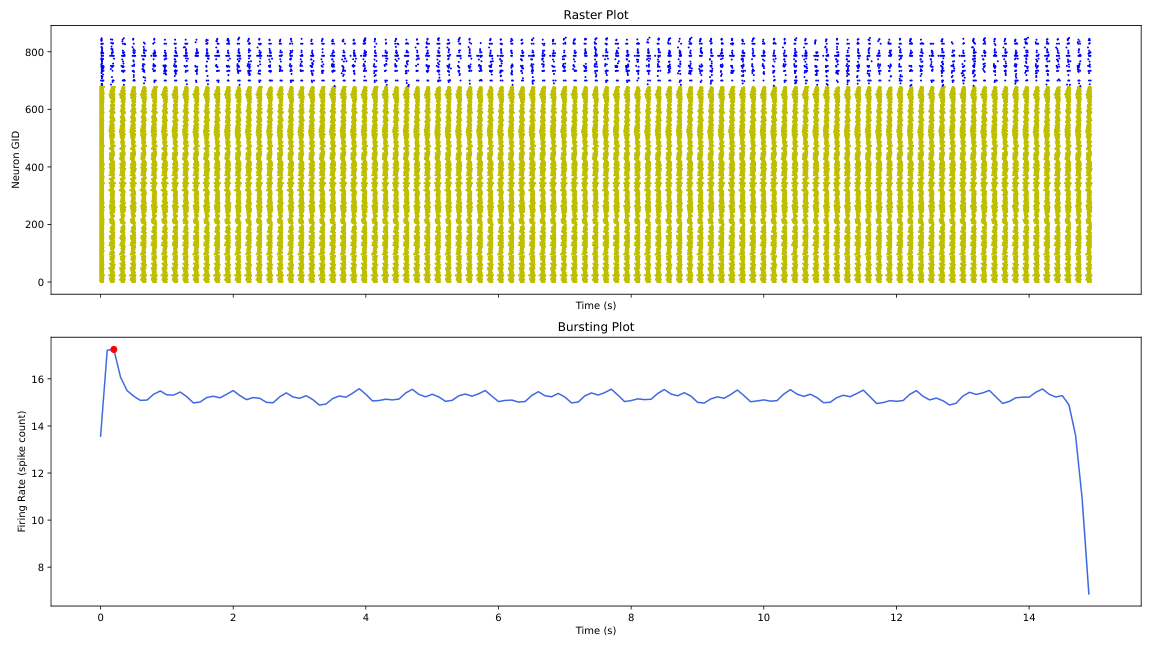 Raster Plot
800
600
400
200
0
Neuron GID
Time (s)
Bursting Plot
16
14
12
10
8
Firing Rate (spike count)
0 2 4 6 8 10 12 14
Time (s)